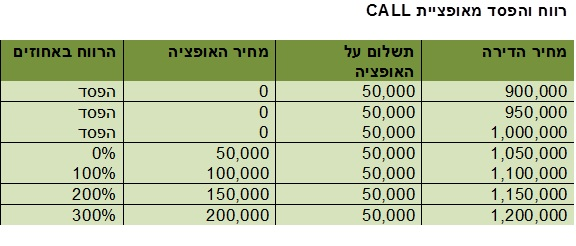 רווח והפסד מאופציית CALL
מחיר הדירה תשלום על האופציה מחיר האופציה הרווח באחוזים
900,000 50,000 0 הפסד
950,000 50,000 0 הפסד
1,000,000 50,000 0 הפסד
1,050,000 50,000 50,000 0%
1,100,000 50,000 100,000 100%
1,150,000 50,000 150,000 200%
1,200,000 50,000 200,000 300%